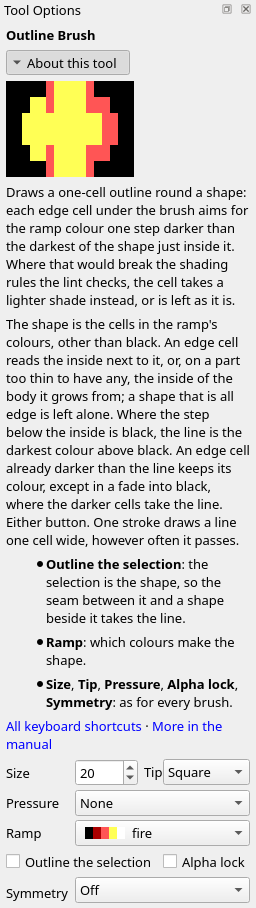 Tool Options
Outline Brush
About this tool
Draws a one-cell outline round a shape:
each edge cell under the brush aims for
the ramp colour one step darker than
the darkest of the shape just inside it.
Where that would break the shading
rules the lint checks, the cell takes a
lighter shade instead, or is left as it is.
The shape is the cells in the ramp's
colours, other than black. An edge cell
reads the inside next to it, or, on a part
too thin to have any, the inside of the
body it grows from; a shape that is all
edge is left alone. Where the step
below the inside is black, the line is the
darkest colour above black. An edge cell
already darker than the line keeps its
colour, except in a fade into black,
where the darker cells take the line.
Either button. One stroke draws a line
one cell wide, however often it passes.
• Outline the selection: the
selection is the shape, so the
seam between it and a shape
beside it takes the line.
• Ramp: which colours make the
shape.
• Size, Tip, Pressure, Alpha lock,
Symmetry: as for every brush.
All keyboard shortcuts · More in the
manual
Size 20 Tip Square
Pressure None
Ramp fire
Outline the selection Alpha lock
Symmetry Off